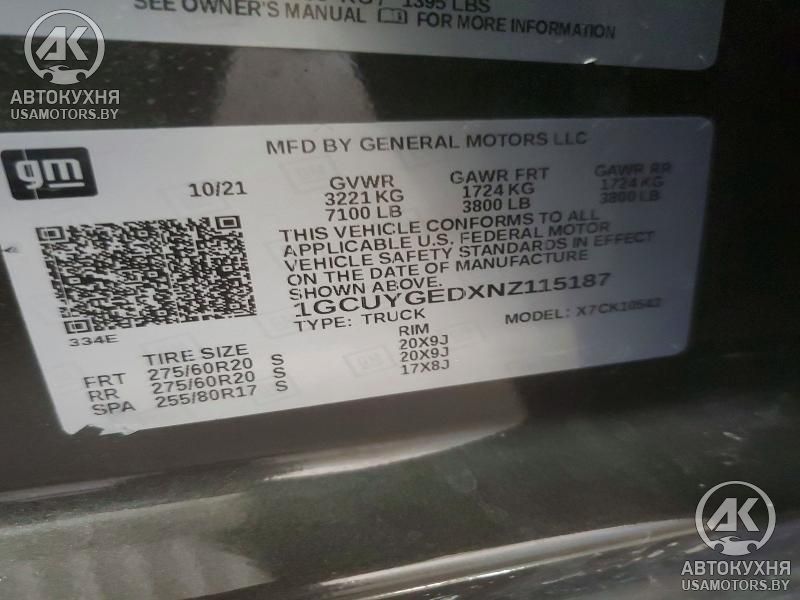 1395 LBS
SEE OWNER'S MANUAL FOR MORE INFORMATION
AK
АВТОКУХНЯ
USAMOTORS.BY
gm
MFD BY GENERAL MOTORS LLC
10/21 GVWR GAWR FRT GAWR RR
3221 KG 1724 KG 1724 KG
7100 LB 3800 LB 3800 LB
THIS VEHICLE CONFORMS TO ALL
APPLICABLE U.S. FEDERAL MOTOR
VEHICLE SAFETY STANDARDS IN EFFECT
ON THE DATE OF MANUFACTURE
SHOWN ABOVE.
1GCUYGEDXNZ115187
TYPE: TRUCK MODEL: X7CK10543
334E
TIRE SIZE RIM
FRT 275/60R20 S 20X9J
RR 275/60R20 S 20X9J
SPA 255/80R17 S 17X8J
AK
АВТОКУХНЯ
USAMOTORS.BY